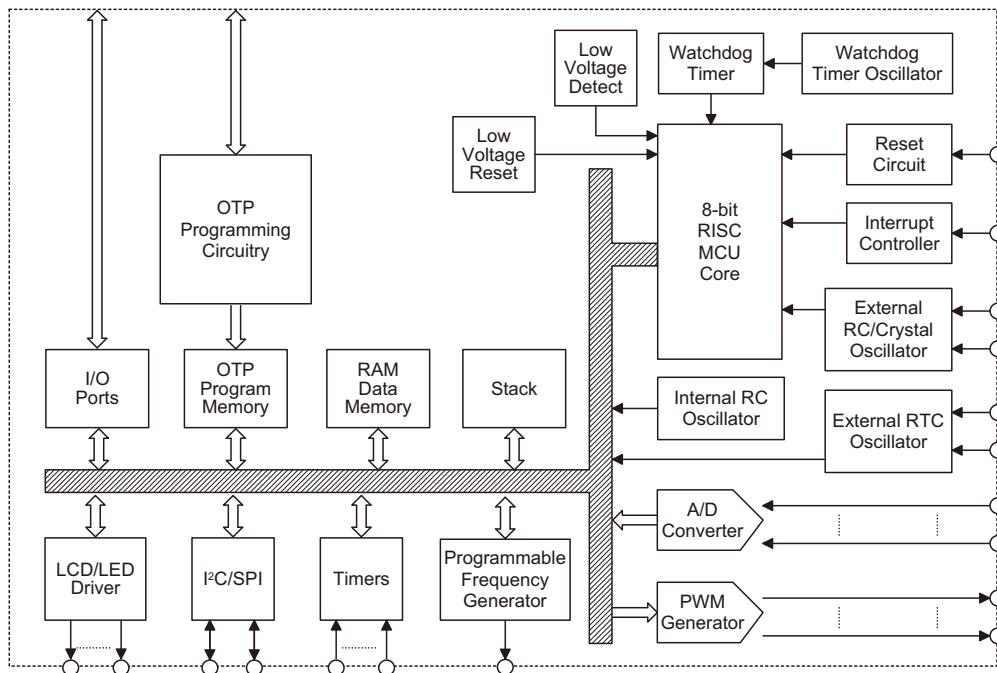 Low
Voltage
Detect
Watchdog
Timer
Watchdog
Timer Oscillator
Low
Voltage
Reset
Reset
Circuit
OTP
Programming
Circuitry
8-bit
RISC
MCU
Core
Interrupt
Controller
External
RC/Crystal
Oscillator
I/O
Ports
OTP
Program
Memory
RAM
Data
Memory
Stack
Internal RC
Oscillator
External RTC
Oscillator
A/D
Converter
LCD/LED
Driver
I²C/SPI
Timers
Programmable
Frequency
Generator
PWM
Generator